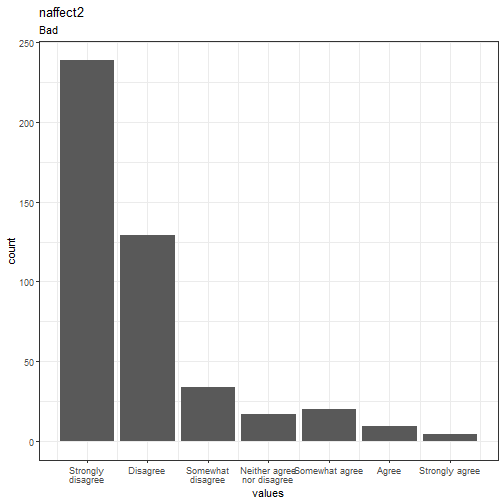 naffect2
Bad
250
200
150
100
50
0
count
Strongly
disagree
Disagree
Somewhat
disagree
Neither agree
nor disagree
Somewhat agree
Agree
Strongly agree
values